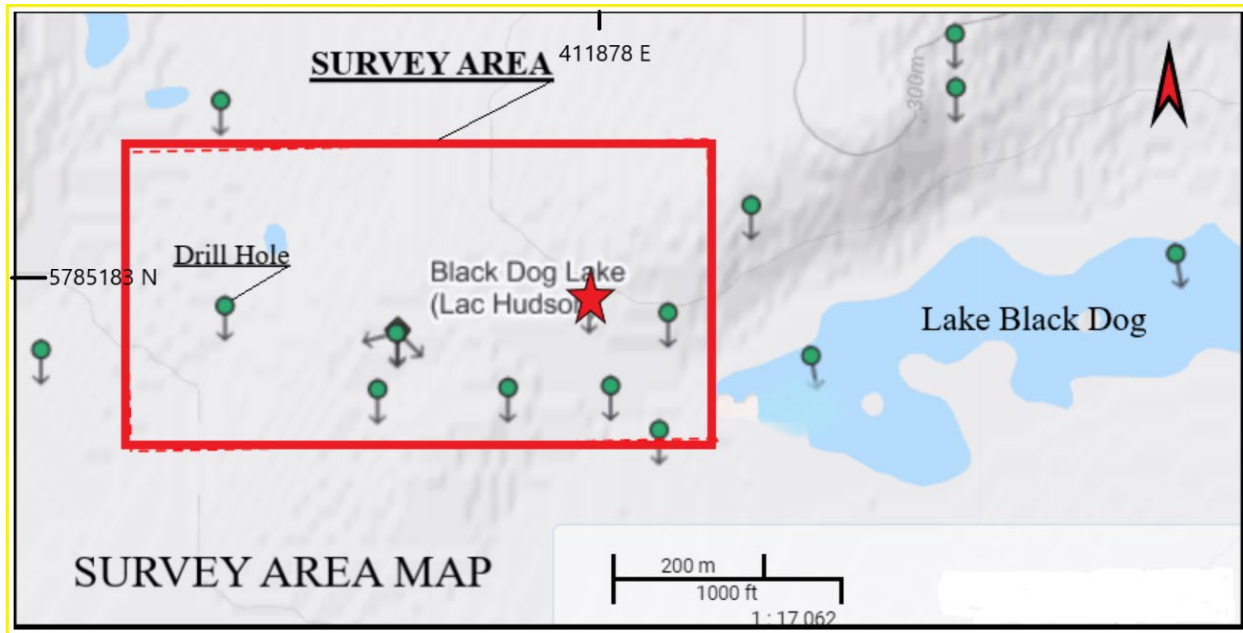 411878 E
SURVEY AREA
300m
Drill Hole
5785183 N
Black Dog Lake
(Lac Hudson
Lake Black Dog
SURVEY AREA MAP
200 m
1000 ft
1 : 17 062